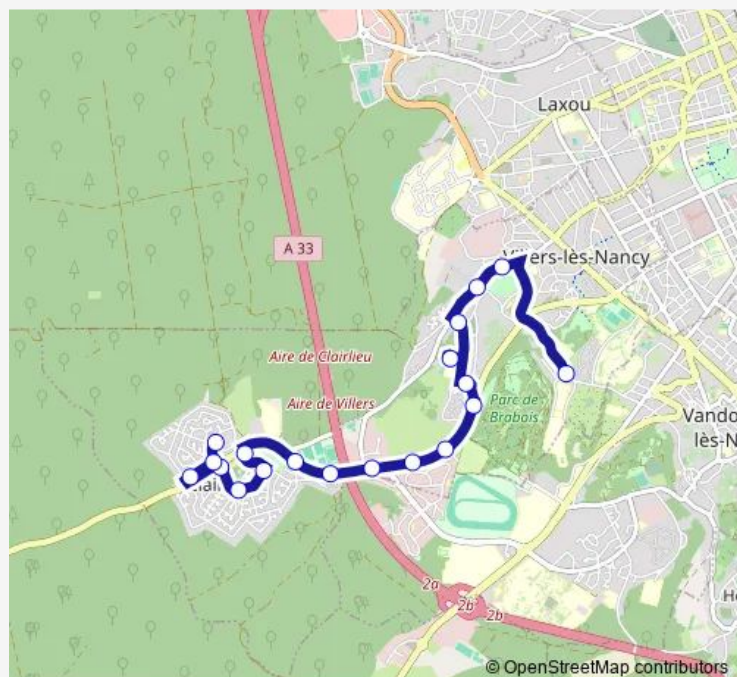 Laxou
A 33
Villers-lès-Nancy
Aire de Clairlieu
Aire de Villers
Parc de
Brabois
Vando
lès-N
2a
2b
2b
© OpenStreetMap contributors